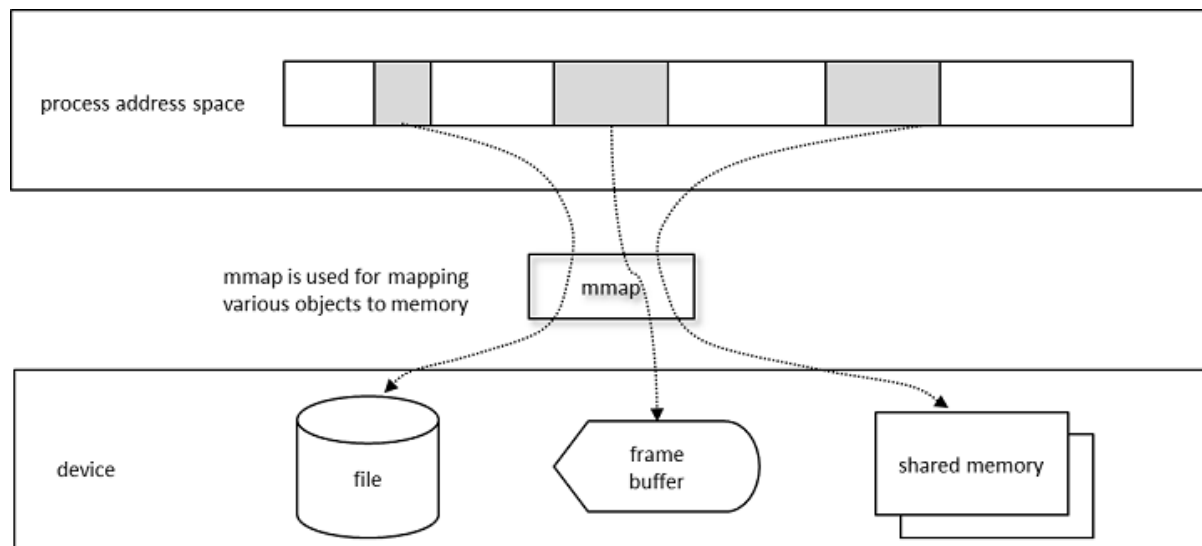 process address space
mmap is used for mapping
various objects to memory
mmap
device
file
frame
buffer
shared memory